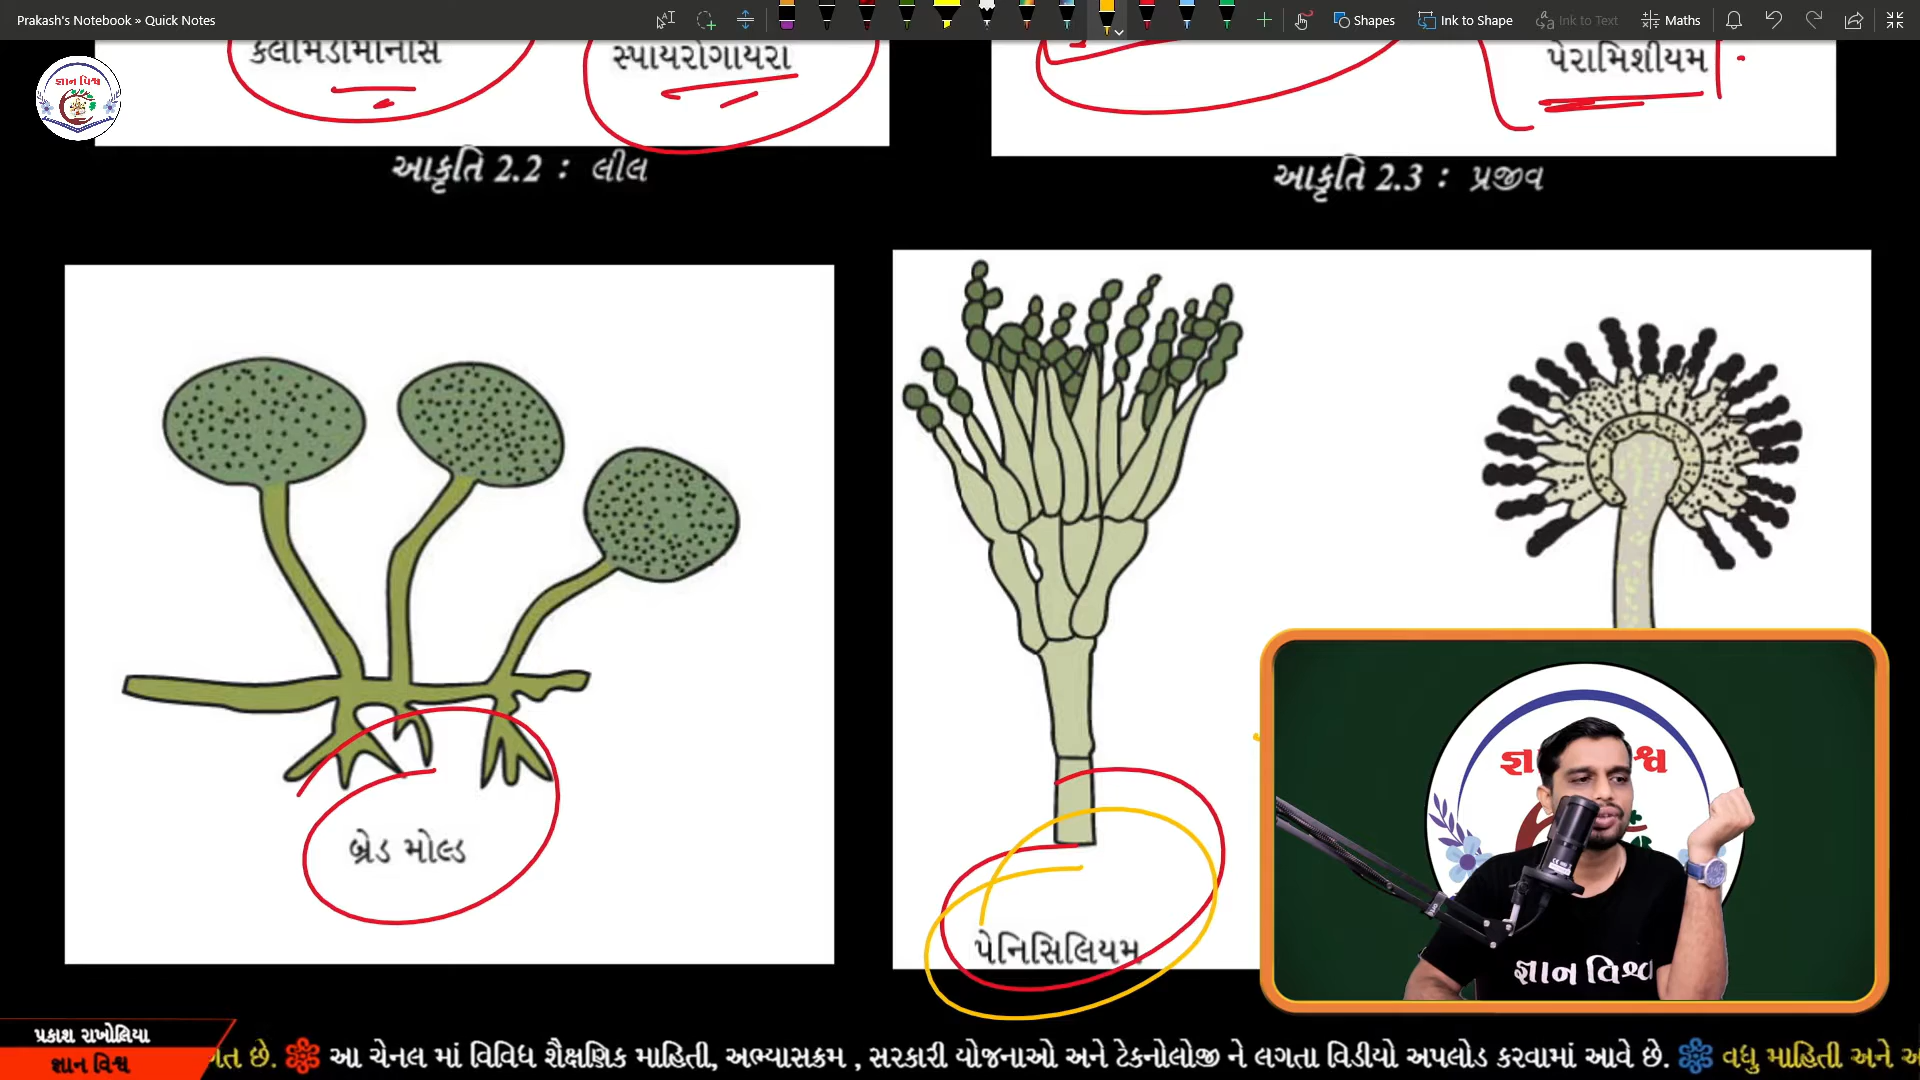 Prakash's Notebook » Quick Notes
Shapes
Ink to Shape
Ink to Text
Maths
ક્લેમિડોમોનાસ
સ્પાયરોગાયરા
પેરામિશીયમ
જ્ઞાન વિશ્વ
આકૃતિ 2.2 : લીલ
આકૃતિ 2.3 : પ્રજીવ
બ્રેડ મોલ્ડ
પેનિસિલિયમ
જ્ઞાન વિશ્વ
પ્રકાશ રાખોલિયા
જ્ઞાન વિશ્વ
છે. આ ચેનલ માં વિવિધ શૈક્ષણિક માહિતી, અભ્યાસક્રમ , સરકારી યોજનાઓ અને ટેકનોલોજી ને લગતા વિડીયો અપલોડ કરવામાં આવે છે. વધુ માહિતી અને